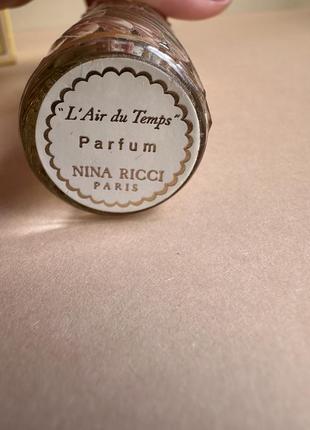 "L'Air du Temps"
Parfum
NINA RICCI
PARIS